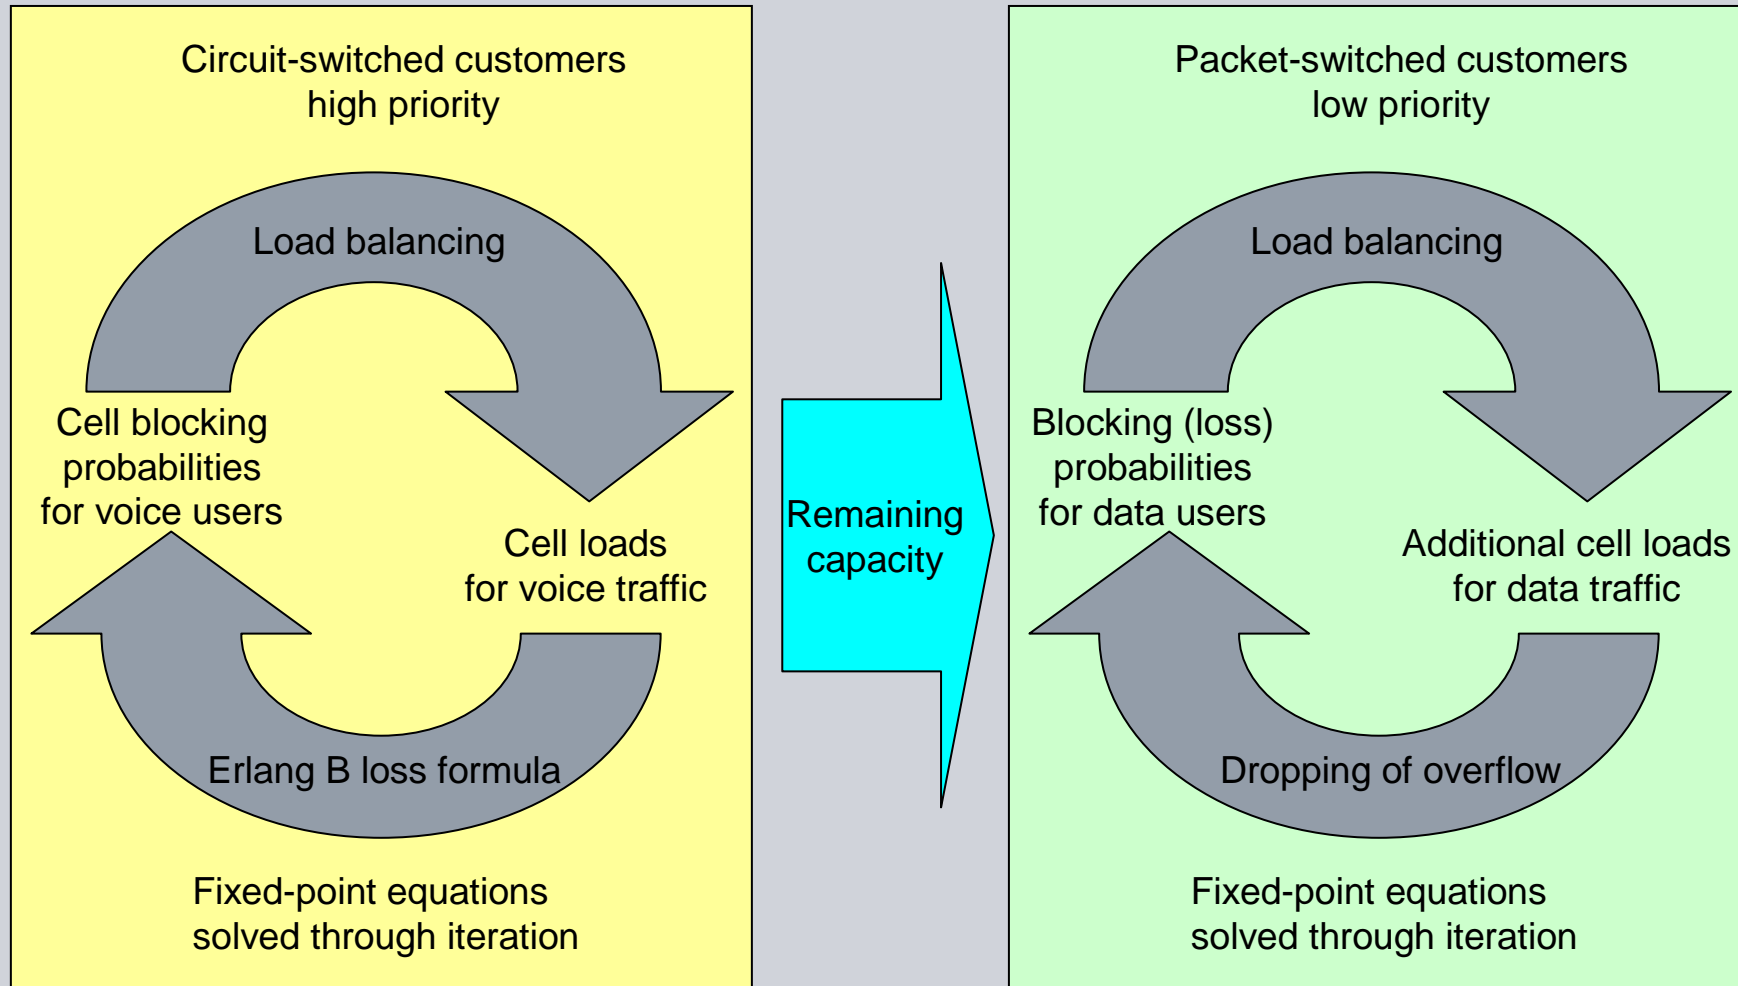 Circuit-switched customers
high priority
Load balancing
Cell blocking
probabilities
for voice users
Cell loads
for voice traffic
Erlang B loss formula
Fixed-point equations
solved through iteration
Remaining
capacity
Packet-switched customers
low priority
Load balancing
Blocking (loss)
probabilities
for data users
Additional cell loads
for data traffic
Dropping of overflow
Fixed-point equations
solved through iteration